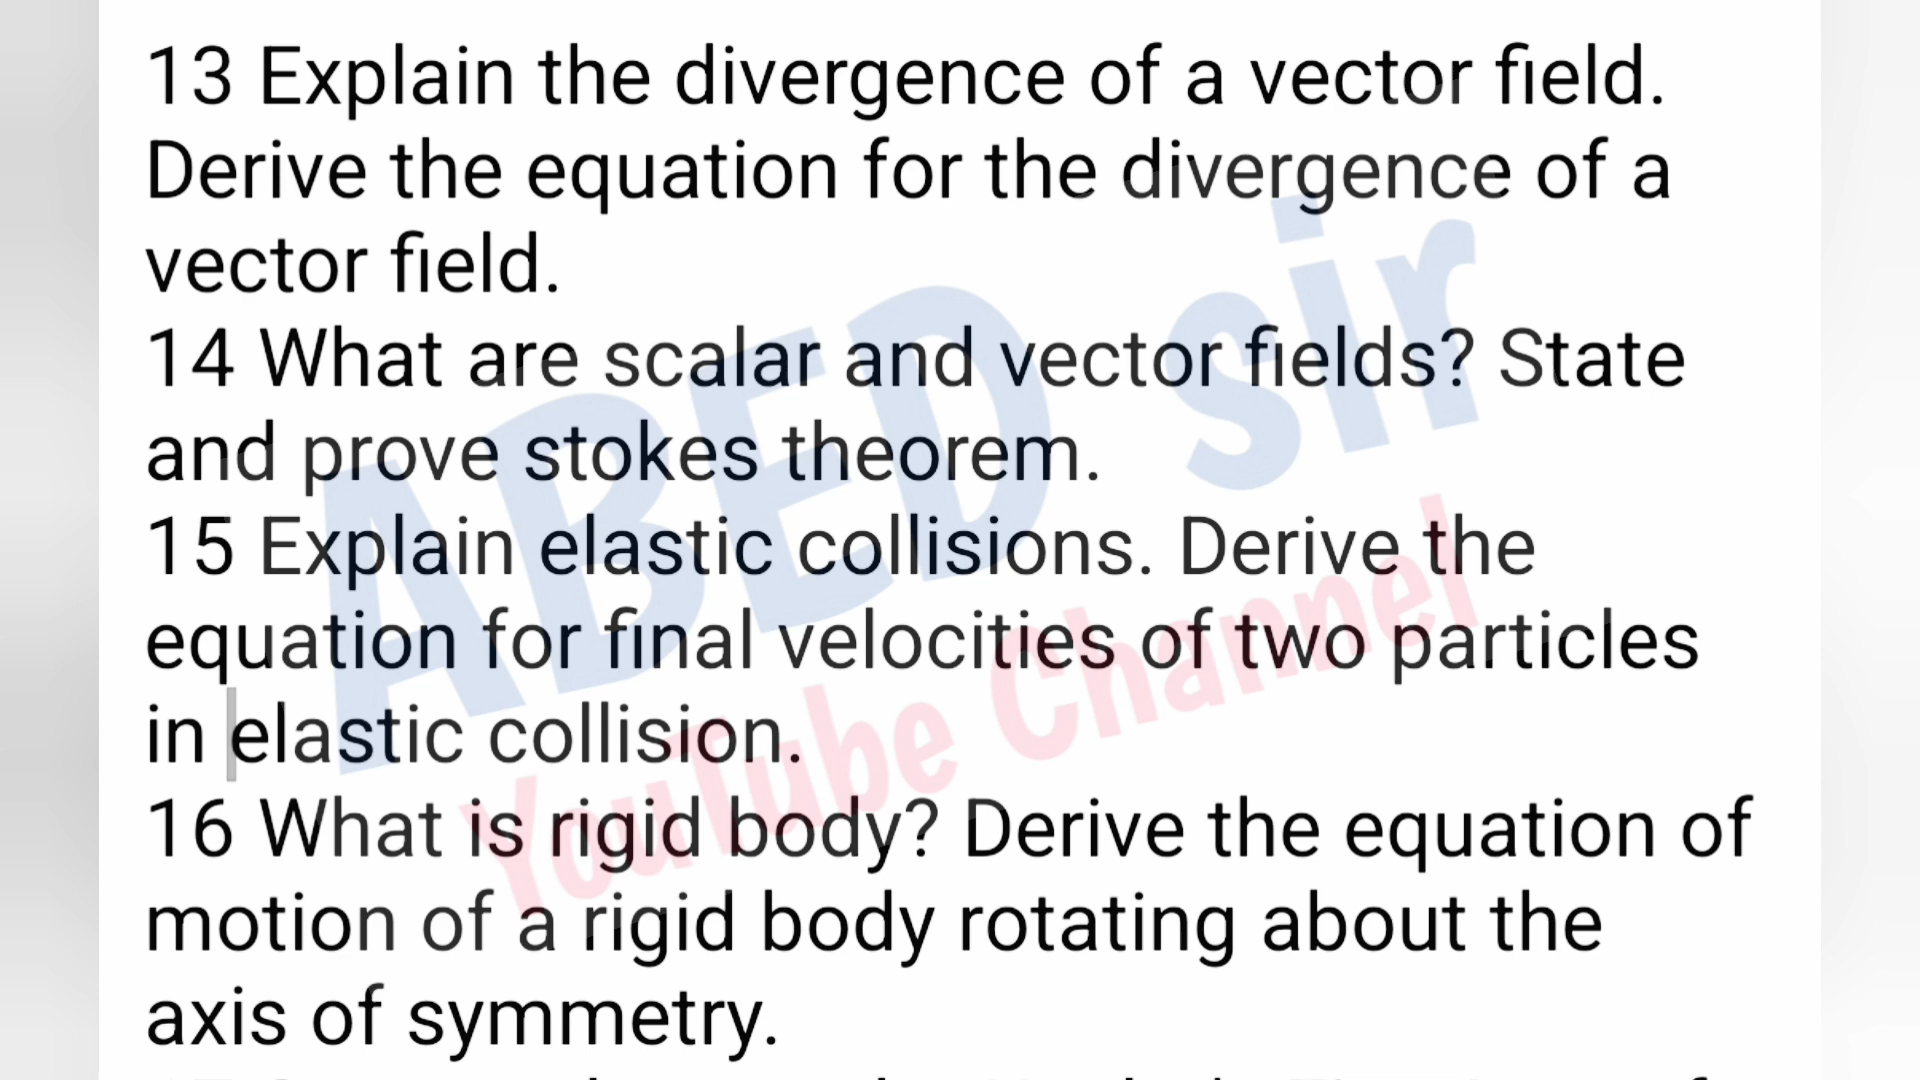 13 Explain the divergence of a vector field.
Derive the equation for the divergence of a
vector field.
14 What are scalar and vector fields? State
and prove stokes theorem.
15 Explain elastic collisions. Derive the
equation for final velocities of two particles
in elastic collision.
16 What is rigid body? Derive the equation of
motion of a rigid body rotating about the
axis of symmetry.
ABED sir
YouTube Channel